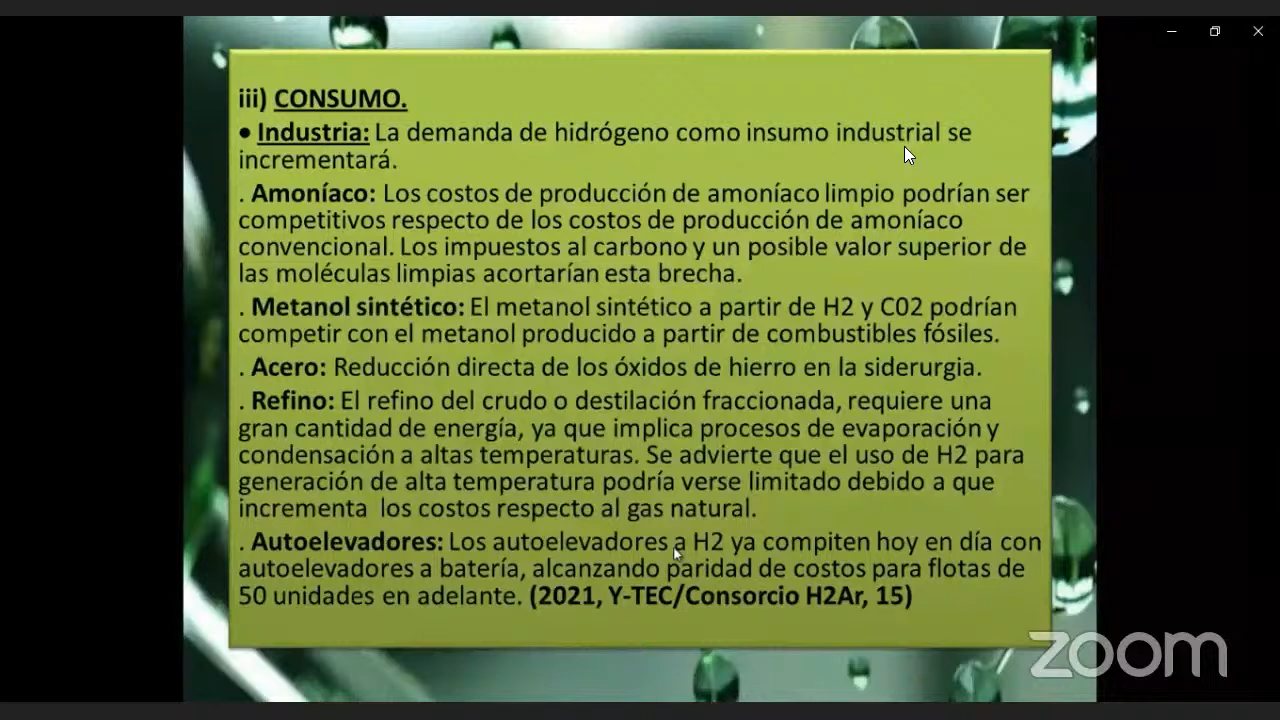 iii) CONSUMO.
• Industria: La demanda de hidrógeno como insumo industrial se
incrementará.
. Amoníaco: Los costos de producción de amoníaco limpio podrían ser
competitivos respecto de los costos de producción de amoníaco
convencional. Los impuestos al carbono y un posible valor superior de
las moléculas limpias acortarían esta brecha.
. Metanol sintético: El metanol sintético a partir de H2 y C02 podrían
competir con el metanol producido a partir de combustibles fósiles.
. Acero: Reducción directa de los óxidos de hierro en la siderurgia.
. Refino: El refino del crudo o destilación fraccionada, requiere una
gran cantidad de energía, ya que implica procesos de evaporación y
condensación a altas temperaturas. Se advierte que el uso de H2 para
generación de alta temperatura podría verse limitado debido a que
incrementa los costos respecto al gas natural.
. Autoelevadores: Los autoelevadores a H2 ya compiten hoy en día con
autoelevadores a batería, alcanzando paridad de costos para flotas de
50 unidades en adelante. (2021, Y-TEC/Consorcio H2Ar, 15)
zoom